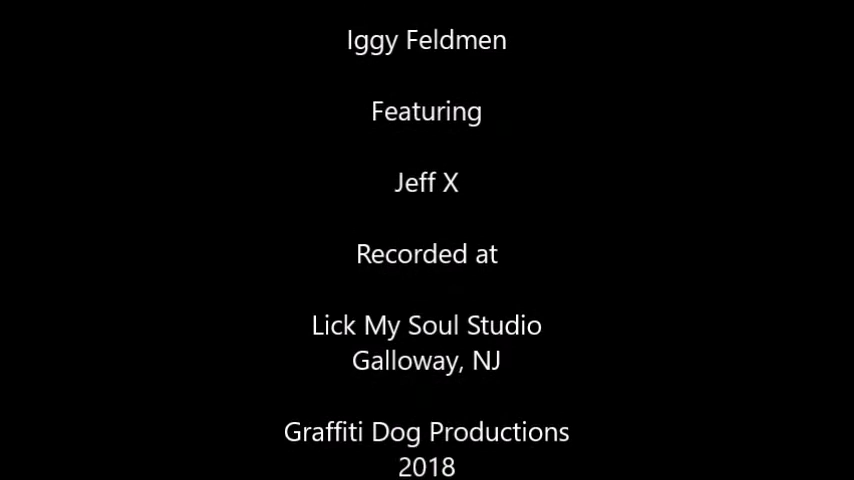 Iggy Feldmen
Featuring
Jeff X
Recorded at
Lick My Soul Studio
Galloway, NJ
Graffiti Dog Productions
2018